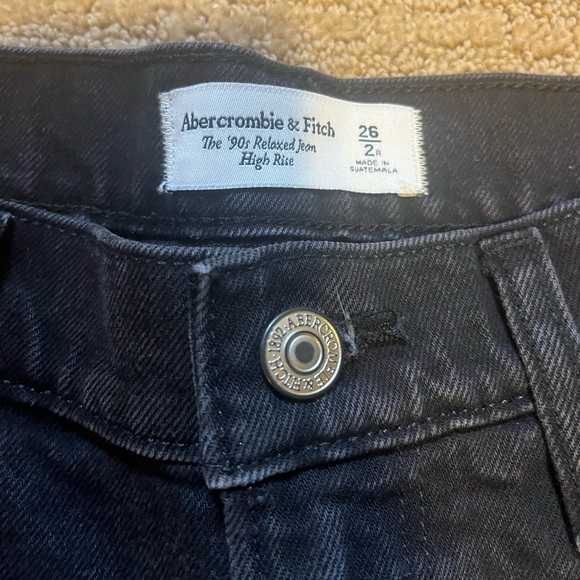 Abercrombie & Fitch
The '90s Relaxed Jean
High Rise
26
2R
MADE IN
GUATEMALA
ABERCROMBIE & FITCH · 1892 ·